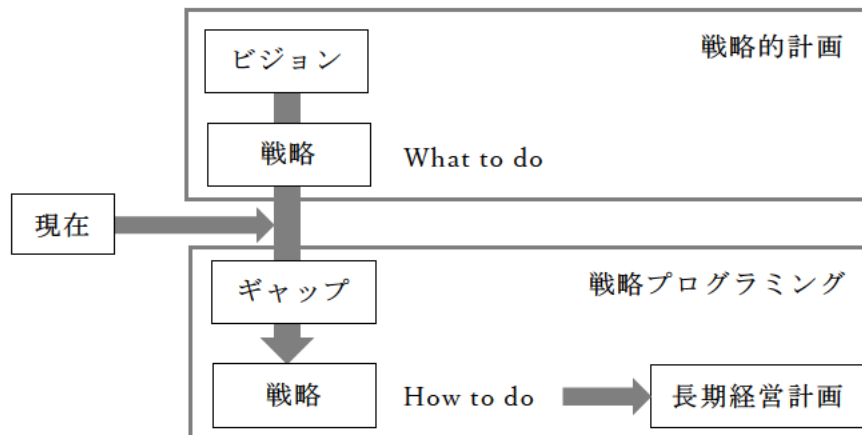 戦略的計画
ビジョン
戦略
What to do
現在
戦略プログラミング
ギャップ
戦略
How to do
長期経営計画